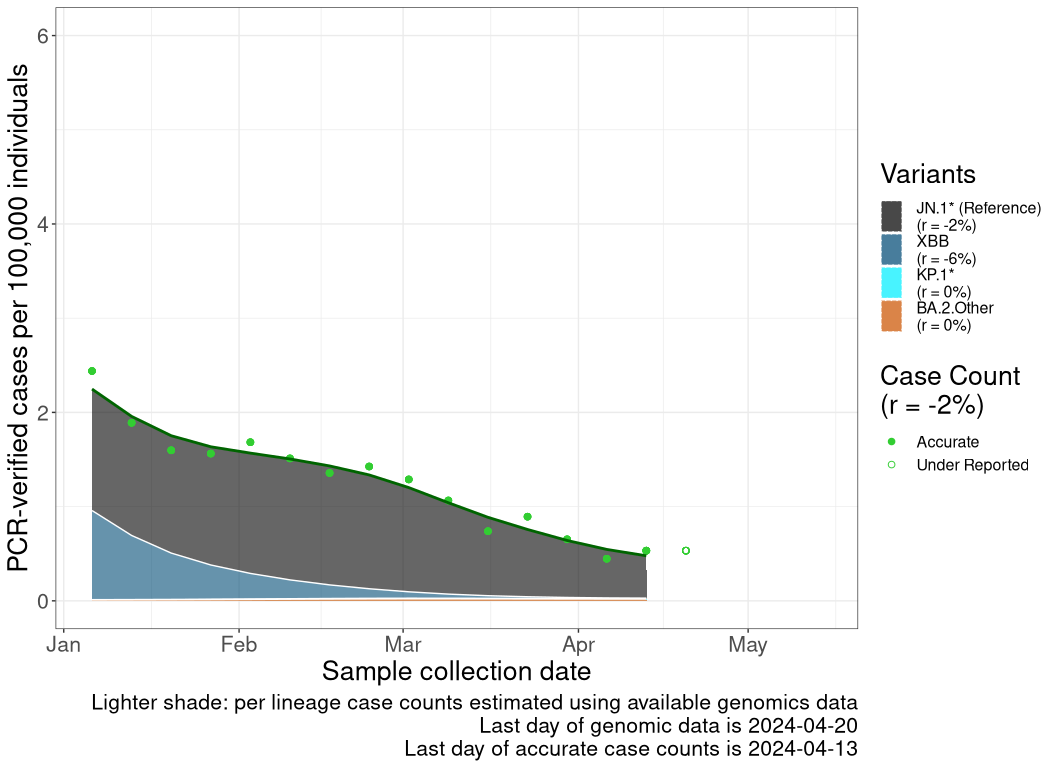 PCR-verified cases per 100,000 individuals
6
4
2
0
Jan Feb Mar Apr May
Sample collection date
Lighter shade: per lineage case counts estimated using available genomics data
Last day of genomic data is 2024-04-20
Last day of accurate case counts is 2024-04-13
Variants
JN.1* (Reference)
(r = -2%)
XBB
(r = -6%)
KP.1*
(r = 0%)
BA.2.Other
(r = 0%)
Case Count
(r = -2%)
Accurate
Under Reported